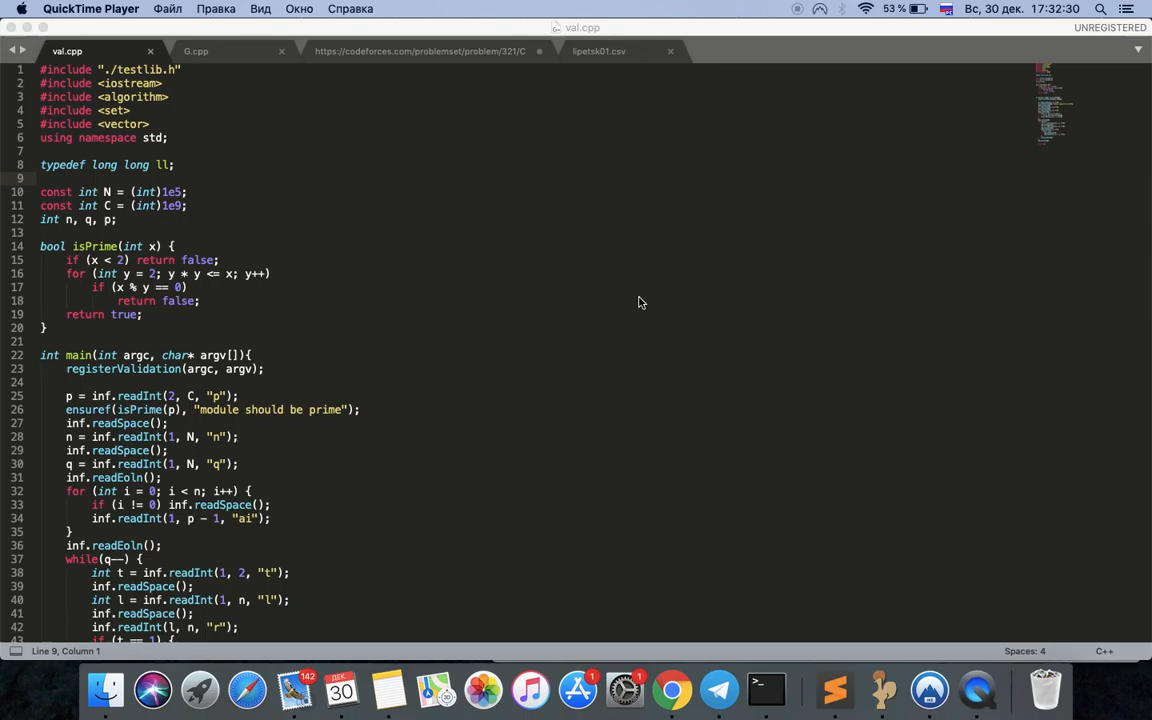 QuickTime Player Файл Правка Вид Окно Справка 53 % Вс, 30 дек. 17:32:30
val.cpp UNREGISTERED
val.cpp G.cpp https://codeforces.com/problemset/problem/321/C lipetsk01.csv
1 #include "./testlib.h"
2 #include <iostream>
3 #include <algorithm>
4 #include <set>
5 #include <vector>
6 using namespace std;
7
8 typedef long long ll;
9
10 const int N = (int)1e5;
11 const int C = (int)1e9;
12 int n, q, p;
13
14 bool isPrime(int x) {
15 if (x < 2) return false;
16 for (int y = 2; y * y <= x; y++)
17 if (x % y == 0)
18 return false;
19 return true;
20 }
21
22 int main(int argc, char* argv[]){
23 registerValidation(argc, argv);
24
25 p = inf.readInt(2, C, "p");
26 ensuref(isPrime(p), "module should be prime");
27 inf.readSpace();
28 n = inf.readInt(1, N, "n");
29 inf.readSpace();
30 q = inf.readInt(1, N, "q");
31 inf.readEoln();
32 for (int i = 0; i < n; i++) {
33 if (i != 0) inf.readSpace();
34 inf.readInt(1, p - 1, "ai");
35 }
36 inf.readEoln();
37 while(q--) {
38 int t = inf.readInt(1, 2, "t");
39 inf.readSpace();
40 int l = inf.readInt(1, n, "l");
41 inf.readSpace();
42 inf.readInt(l, n, "r");
43 if (t == 1) {
Line 9, Column 1 Spaces: 4 C++
142 ДЕК. 30 1 1